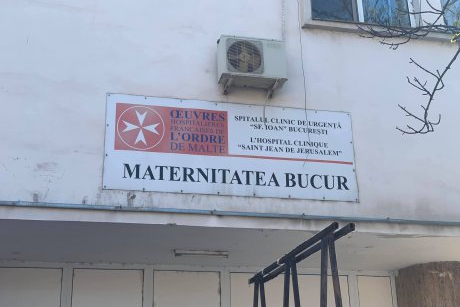 ŒUVRES
HOSPITALIÈRES
FRANÇAISES DE
L'ORDRE
DE MALTE
SPITALUL CLINIC DE URGENȚĂ
"SF. IOAN" BUCUREȘTI
L'HOSPITAL CLINIQUE
"SAINT JEAN DE JERUSALEM"
MATERNITATEA BUCUR